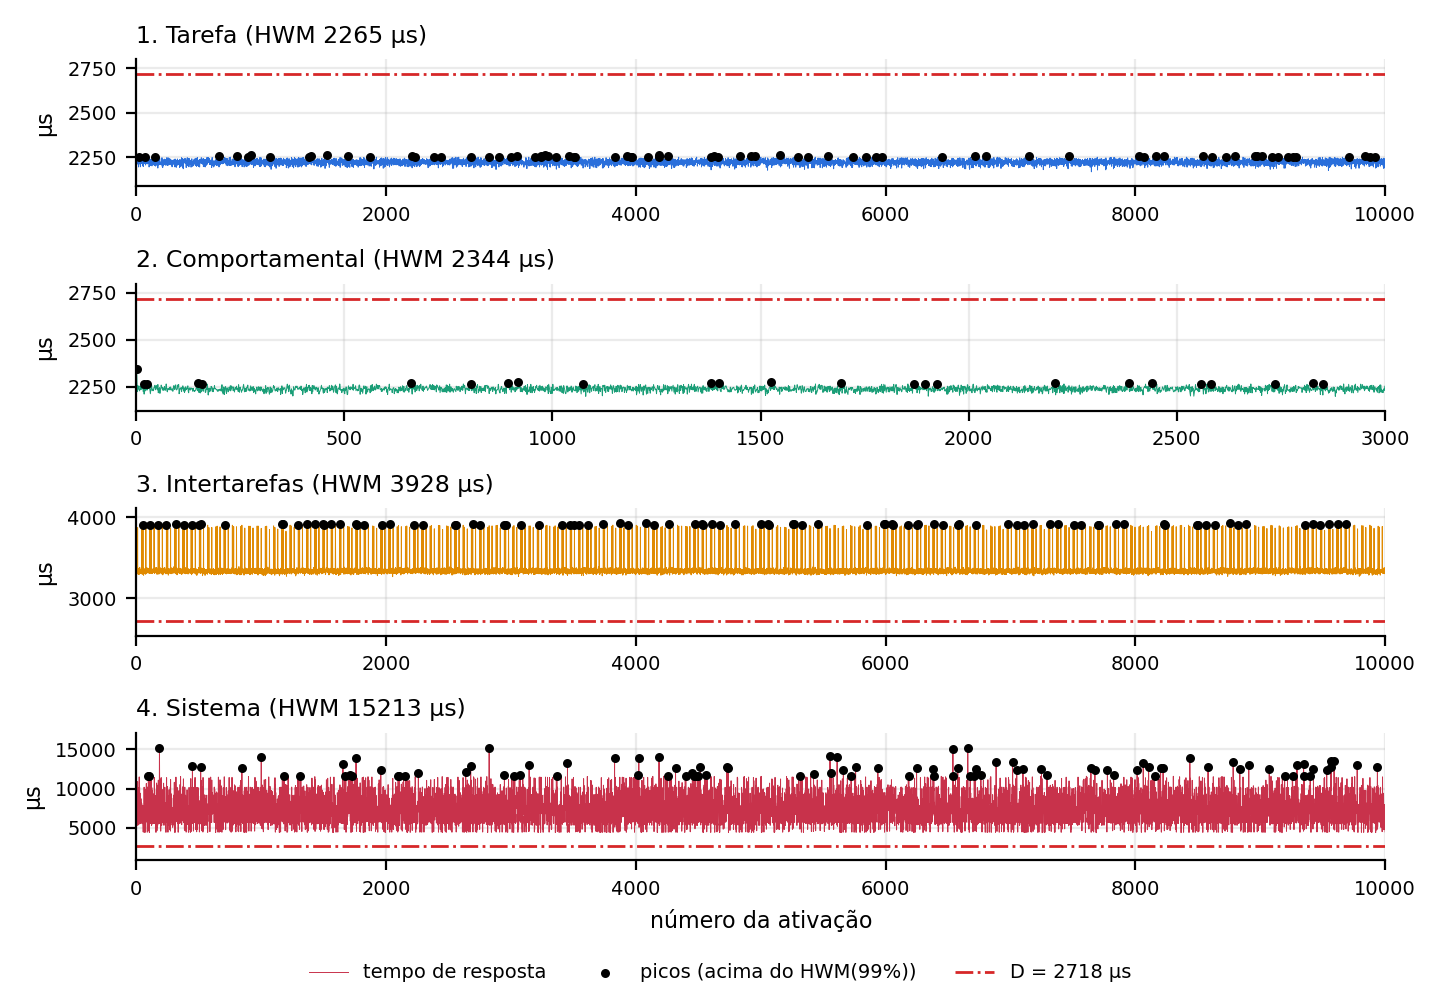 1. Tarefa (HWM 2265 µs)
2750
2500
2250
µs
0 2000 4000 6000 8000 10000
2. Comportamental (HWM 2344 µs)
2750
2500
2250
µs
0 500 1000 1500 2000 2500 3000
3. Intertarefas (HWM 3928 µs)
4000
3000
µs
0 2000 4000 6000 8000 10000
4. Sistema (HWM 15213 µs)
15000
10000
5000
µs
0 2000 4000 6000 8000 10000
número da ativação
tempo de resposta picos (acima do HWM(99%)) D = 2718 µs